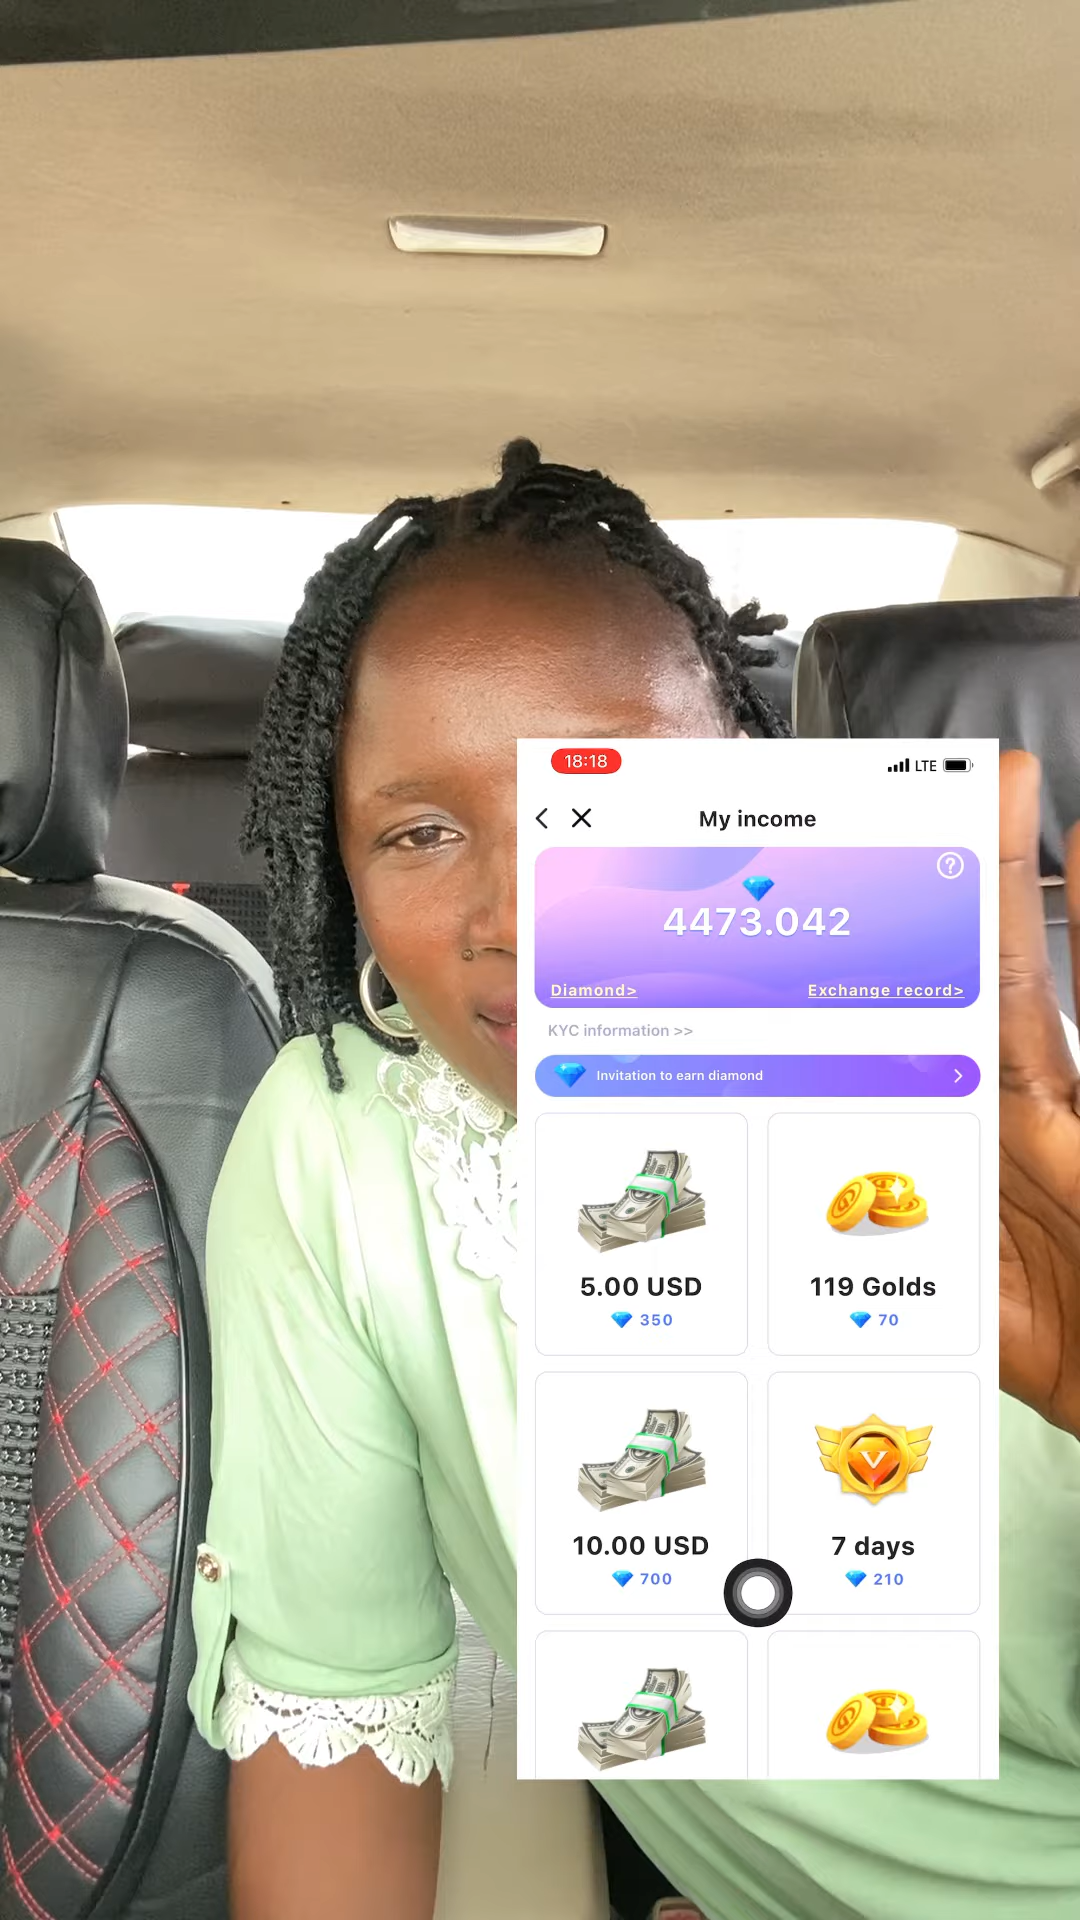 18:18
LTE
My income
4473.042
Diamond>
Exchange record>
KYC information >>
Invitation to earn diamond
5.00 USD
350
119 Golds
70
10.00 USD
700
7 days
210